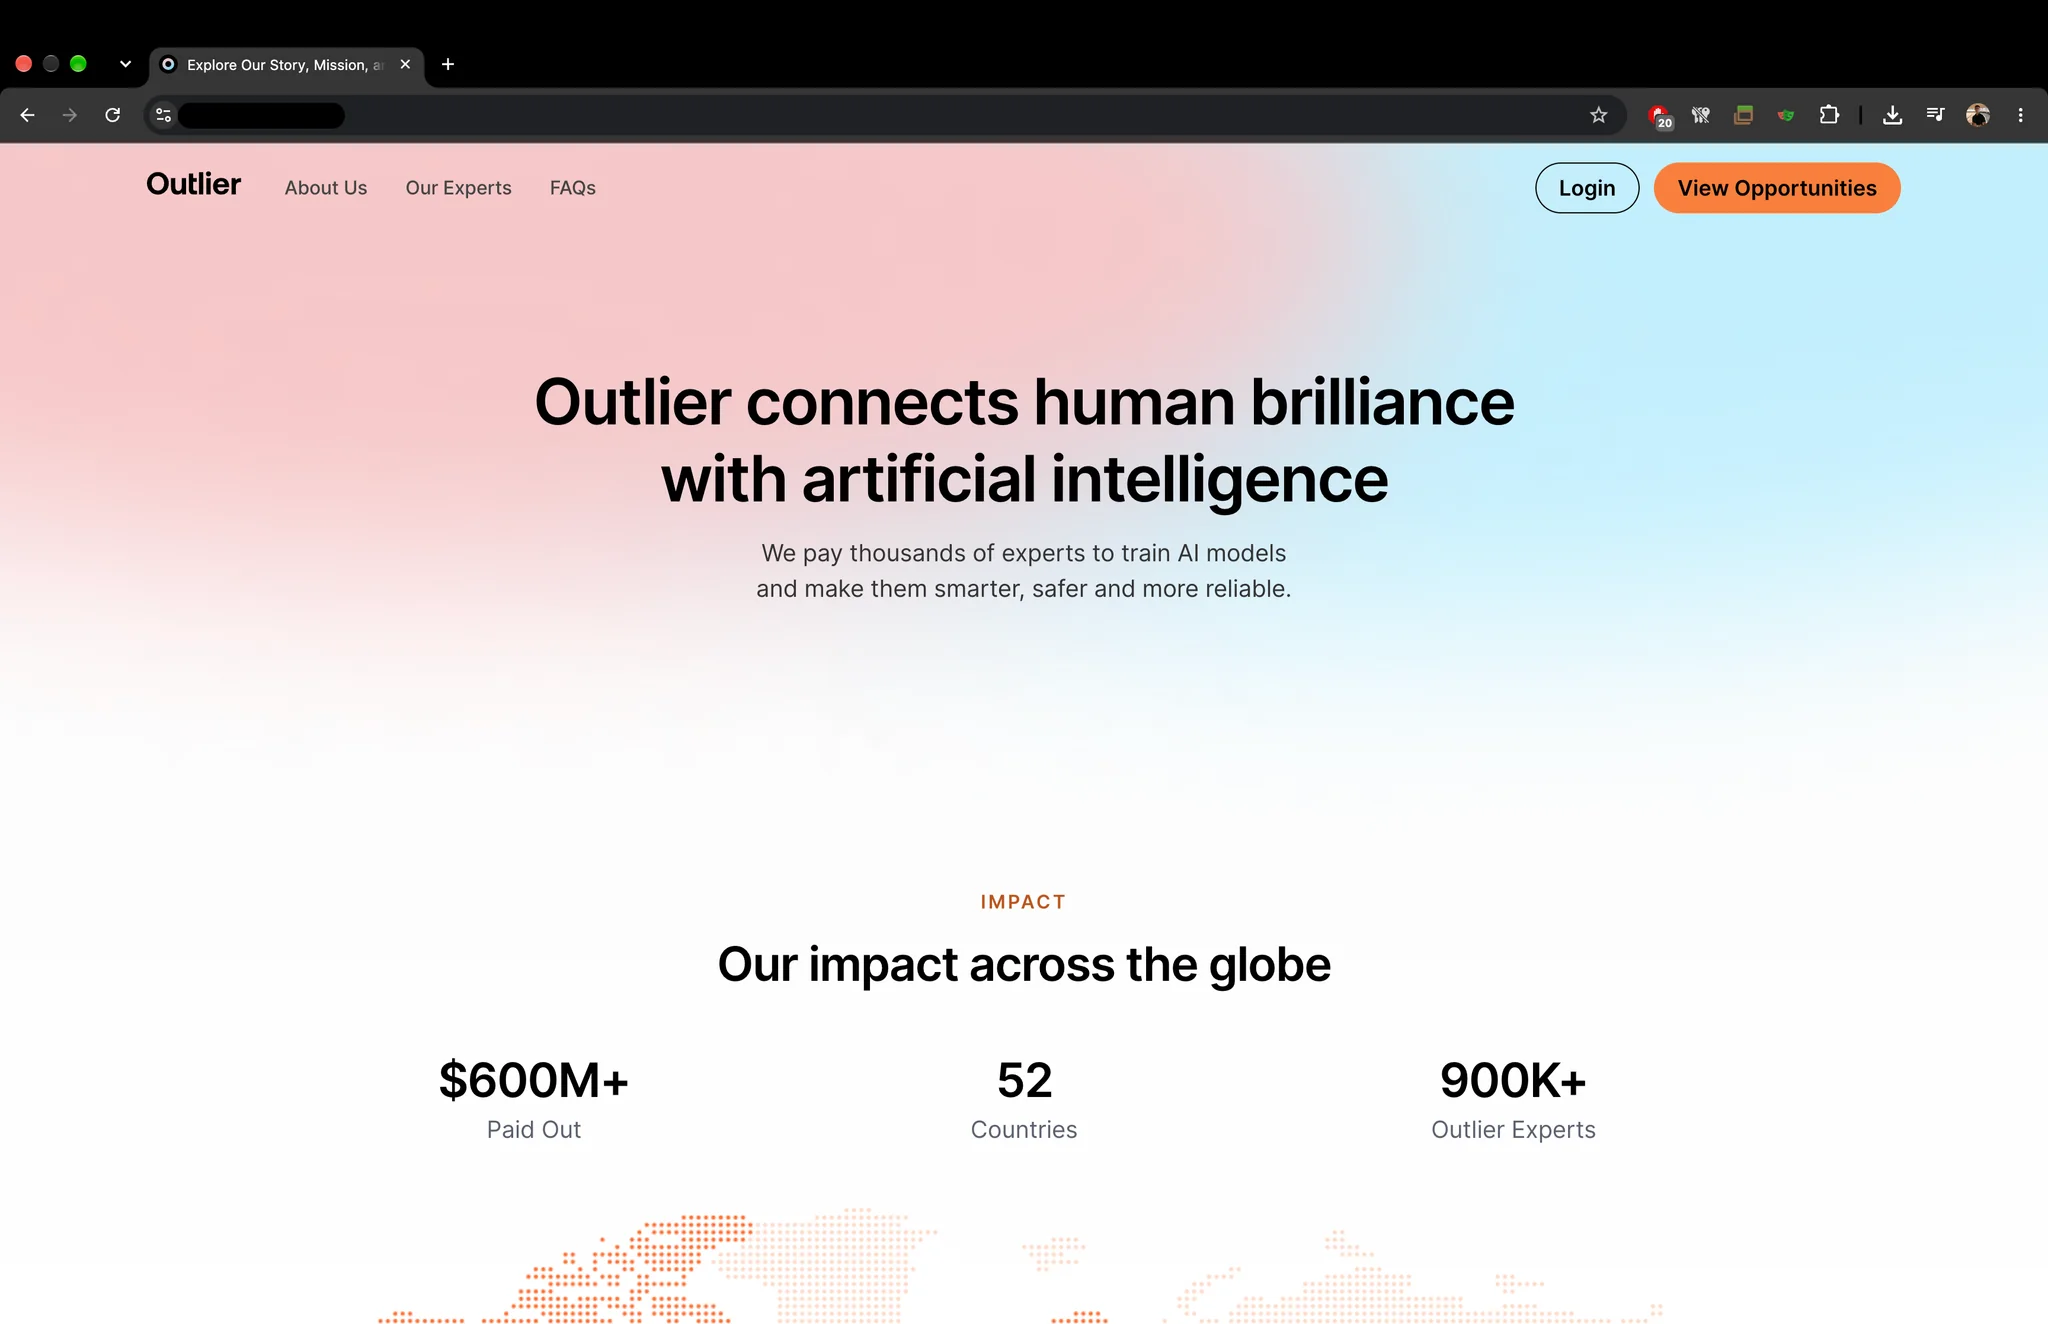 Explore Our Story, Mission, a
20
Outlier
About Us
Our Experts
FAQs
Login
View Opportunities
Outlier connects human brilliance
with artificial intelligence
We pay thousands of experts to train AI models
and make them smarter, safer and more reliable.
IMPACT
Our impact across the globe
$600M+
52
900K+
Paid Out
Countries
Outlier Experts